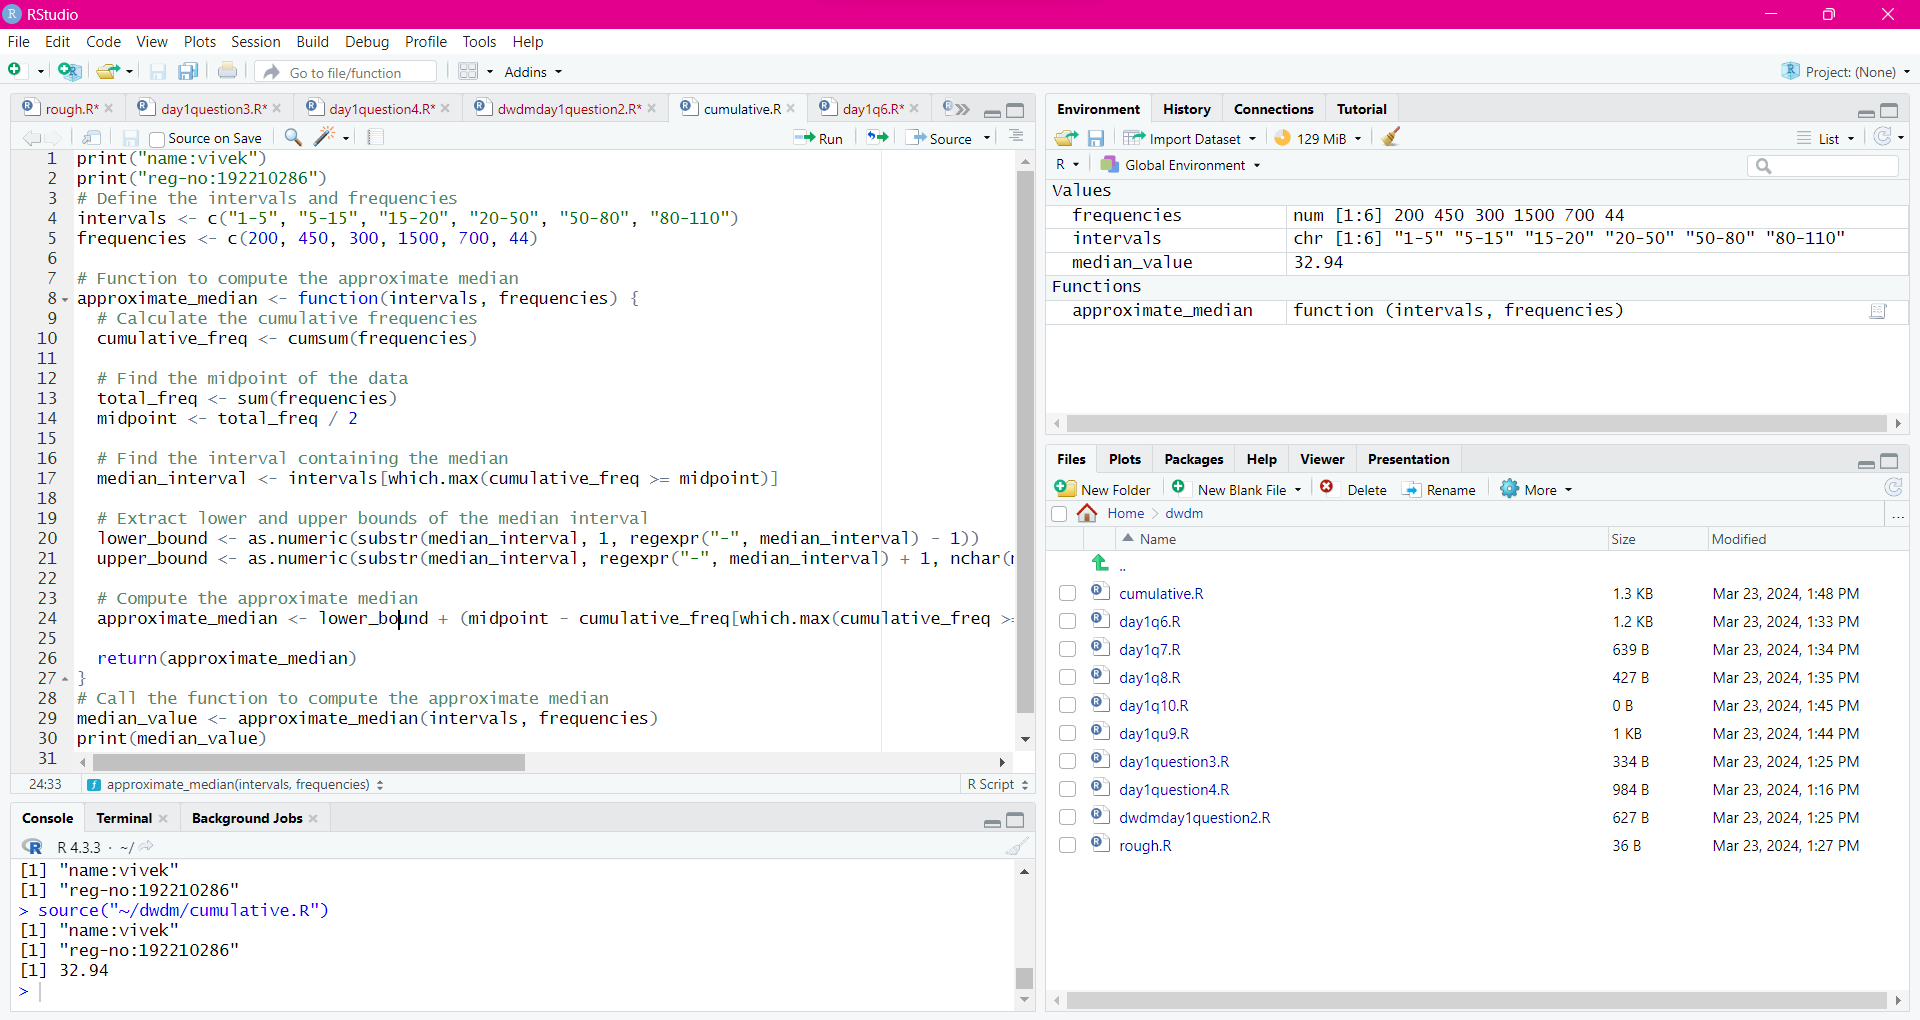 RStudio
File Edit Code View Plots Session Build Debug Profile Tools Help
Go to file/function Addins Project: (None)
rough.R* day1question3.R* day1question4.R* dwdmday1question2.R* cumulative.R day1q6.R*
Source on Save Run Source
1 print("name:vivek")
2 print("reg-no:192210286")
3 # Define the intervals and frequencies
4 intervals <- c("1-5", "5-15", "15-20", "20-50", "50-80", "80-110")
5 frequencies <- c(200, 450, 300, 1500, 700, 44)
6
7 # Function to compute the approximate median
8 approximate_median <- function(intervals, frequencies) {
9 # Calculate the cumulative frequencies
10 cumulative_freq <- cumsum(frequencies)
11
12 # Find the midpoint of the data
13 total_freq <- sum(frequencies)
14 midpoint <- total_freq / 2
15
16 # Find the interval containing the median
17 median_interval <- intervals[which.max(cumulative_freq >= midpoint)]
18
19 # Extract lower and upper bounds of the median interval
20 lower_bound <- as.numeric(substr(median_interval, 1, regexpr("-", median_interval) - 1))
21 upper_bound <- as.numeric(substr(median_interval, regexpr("-", median_interval) + 1, nchar(
22
23 # Compute the approximate median
24 approximate_median <- lower_bound + (midpoint - cumulative_freq[which.max(cumulative_freq >
25
26 return(approximate_median)
27 }
28 # Call the function to compute the approximate median
29 median_value <- approximate_median(intervals, frequencies)
30 print(median_value)
31
24:33 approximate_median(intervals, frequencies) R Script
Console Terminal Background Jobs
R 4.3.3 · ~/
[1] "name:vivek"
[1] "reg-no:192210286"
> source("~/dwdm/cumulative.R")
[1] "name:vivek"
[1] "reg-no:192210286"
[1] 32.94
>
Environment History Connections Tutorial
Import Dataset 129 MiB List
R Global Environment
Values
frequencies num [1:6] 200 450 300 1500 700 44
intervals chr [1:6] "1-5" "5-15" "15-20" "20-50" "50-80" "80-110"
median_value 32.94
Functions
approximate_median function (intervals, frequencies)
Files Plots Packages Help Viewer Presentation
New Folder New Blank File Delete Rename More
Home dwdm ...
Name Size Modified
..
cumulative.R 1.3 KB Mar 23, 2024, 1:48 PM
day1q6.R 1.2 KB Mar 23, 2024, 1:33 PM
day1q7.R 639 B Mar 23, 2024, 1:34 PM
day1q8.R 427 B Mar 23, 2024, 1:35 PM
day1q10.R 0 B Mar 23, 2024, 1:45 PM
day1qu9.R 1 KB Mar 23, 2024, 1:44 PM
day1question3.R 334 B Mar 23, 2024, 1:25 PM
day1question4.R 984 B Mar 23, 2024, 1:16 PM
dwdmday1question2.R 627 B Mar 23, 2024, 1:25 PM
rough.R 36 B Mar 23, 2024, 1:27 PM